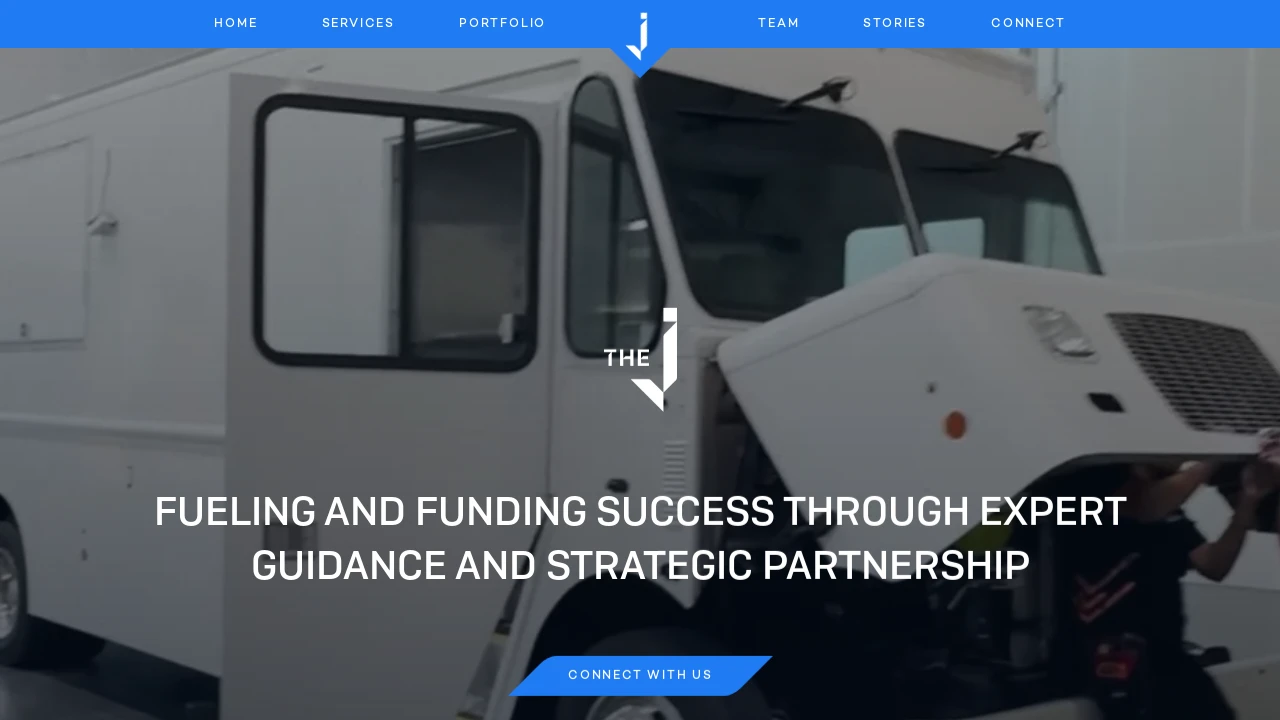 HOME SERVICES PORTFOLIO J TEAM STORIES CONNECT
THE J
FUELING AND FUNDING SUCCESS THROUGH EXPERT
GUIDANCE AND STRATEGIC PARTNERSHIP
CONNECT WITH US